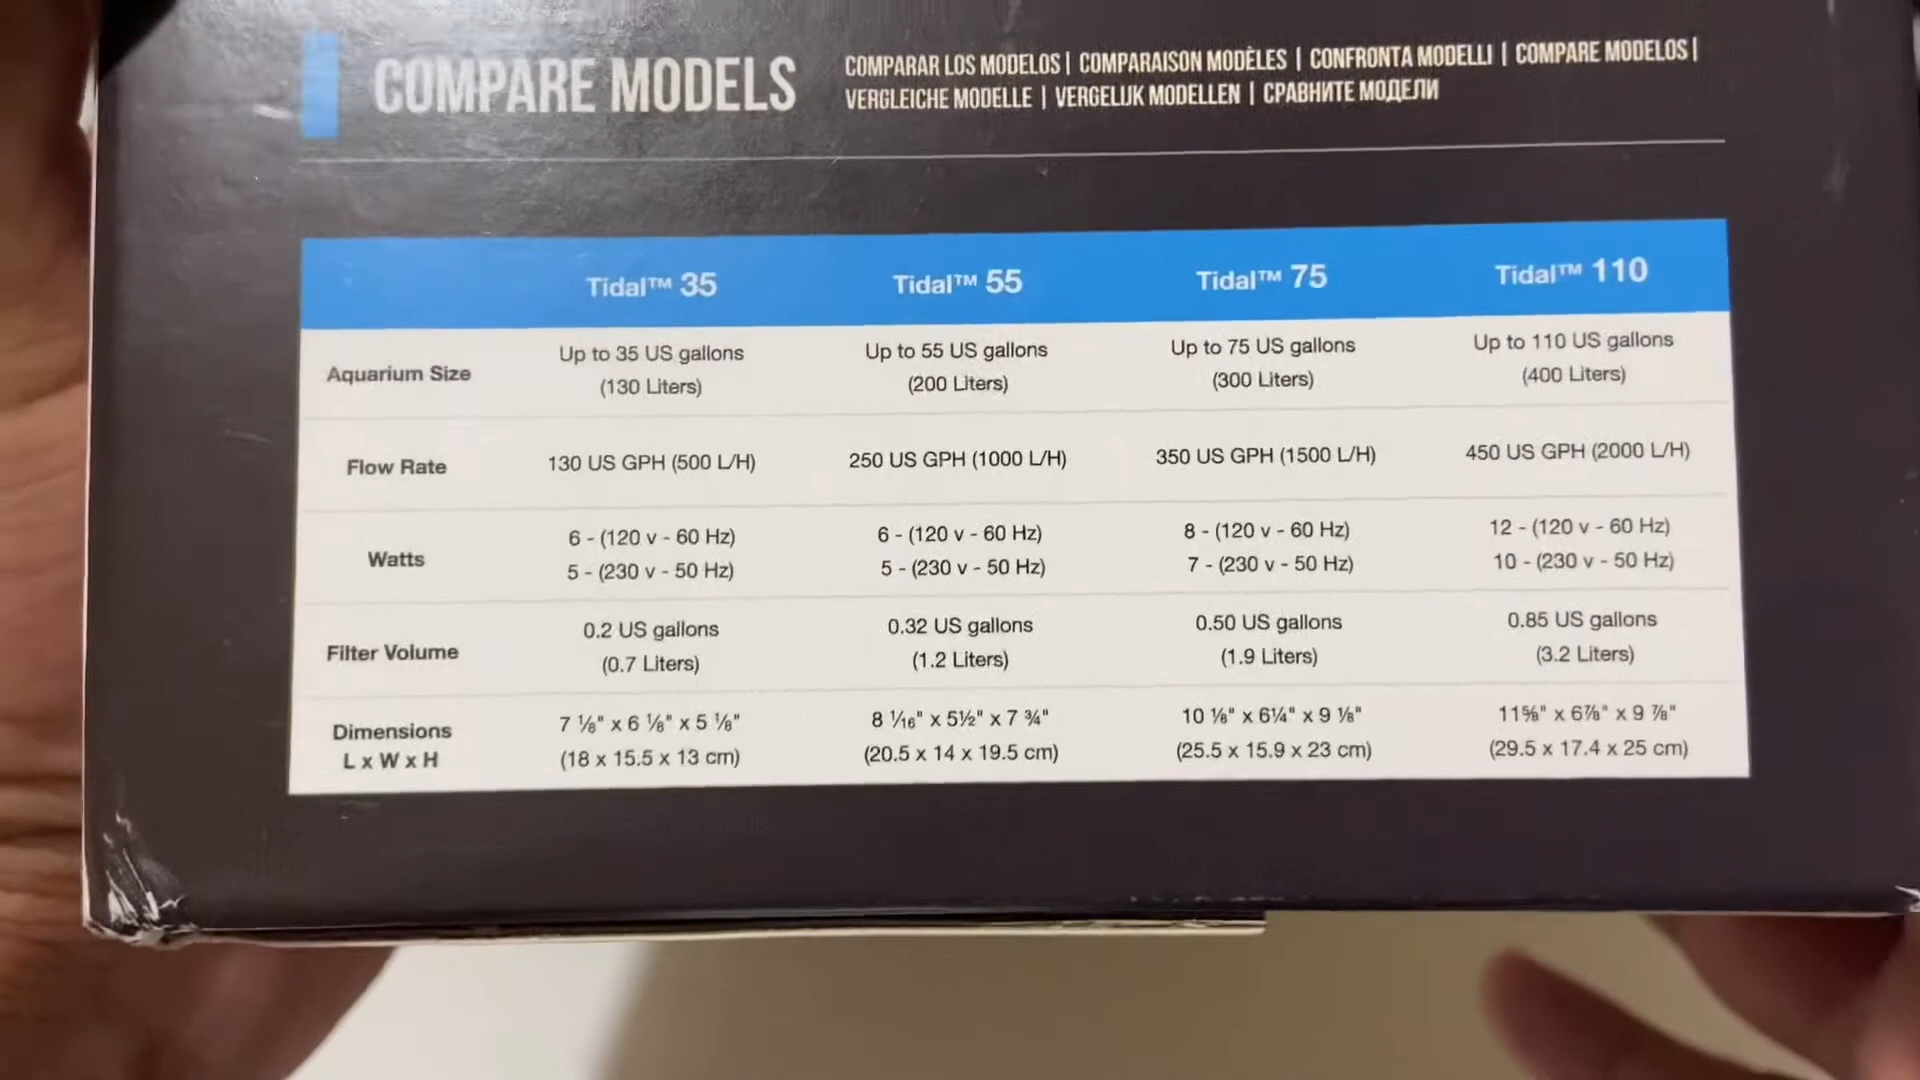 COMPARE MODELS
COMPARAR LOS MODELOS | COMPARAISON MODÈLES | CONFRONTA MODELLI | COMPARE MODELOS |
VERGLEICHE MODELLE | VERGELIJK MODELLEN | СРАВНИТЕ МОДЕЛИ
Tidal™ 35 Tidal™ 55 Tidal™ 75 Tidal™ 110
Aquarium Size
Up to 35 US gallons
(130 Liters)
Up to 55 US gallons
(200 Liters)
Up to 75 US gallons
(300 Liters)
Up to 110 US gallons
(400 Liters)
Flow Rate 130 US GPH (500 L/H) 250 US GPH (1000 L/H) 350 US GPH (1500 L/H) 450 US GPH (2000 L/H)
Watts
6 - (120 v - 60 Hz)
5 - (230 v - 50 Hz)
6 - (120 v - 60 Hz)
5 - (230 v - 50 Hz)
8 - (120 v - 60 Hz)
7 - (230 v - 50 Hz)
12 - (120 v - 60 Hz)
10 - (230 v - 50 Hz)
Filter Volume
0.2 US gallons
(0.7 Liters)
0.32 US gallons
(1.2 Liters)
0.50 US gallons
(1.9 Liters)
0.85 US gallons
(3.2 Liters)
Dimensions
L x W x H
7 ⅛" x 6 ⅛" x 5 ⅛"
(18 x 15.5 x 13 cm)
8 1⁄16" x 5½" x 7 ¾"
(20.5 x 14 x 19.5 cm)
10 ⅛" x 6¼" x 9 ⅛"
(25.5 x 15.9 x 23 cm)
11⅝" x 6⅞" x 9 ⅞"
(29.5 x 17.4 x 25 cm)